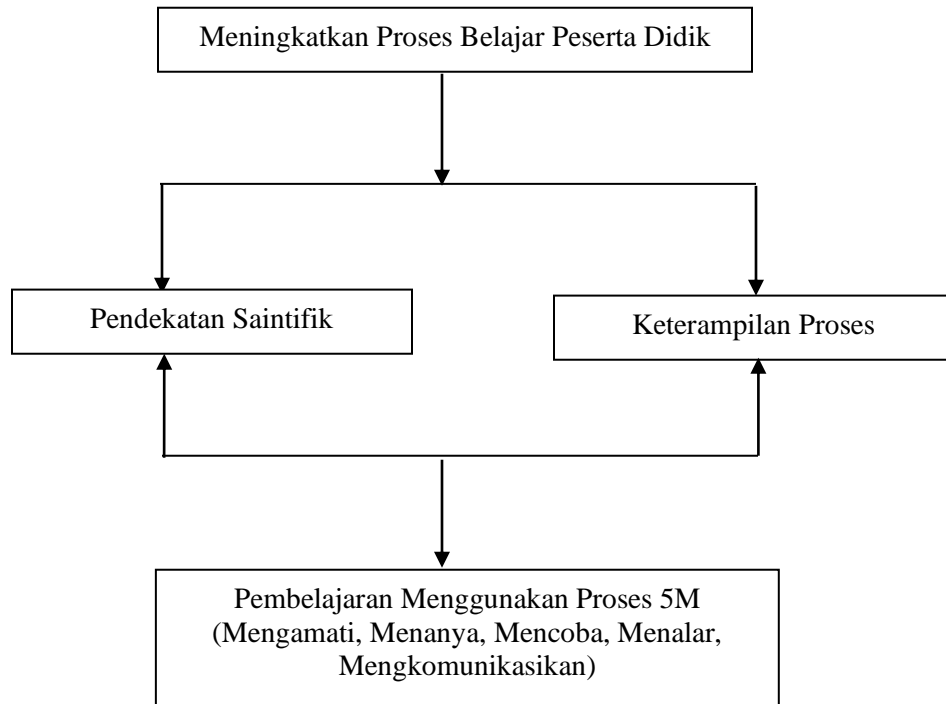 Meningkatkan Proses Belajar Peserta Didik
Pendekatan Saintifik
Keterampilan Proses
Pembelajaran Menggunakan Proses 5M
(Mengamati, Menanya, Mencoba, Menalar,
Mengkomunikasikan)